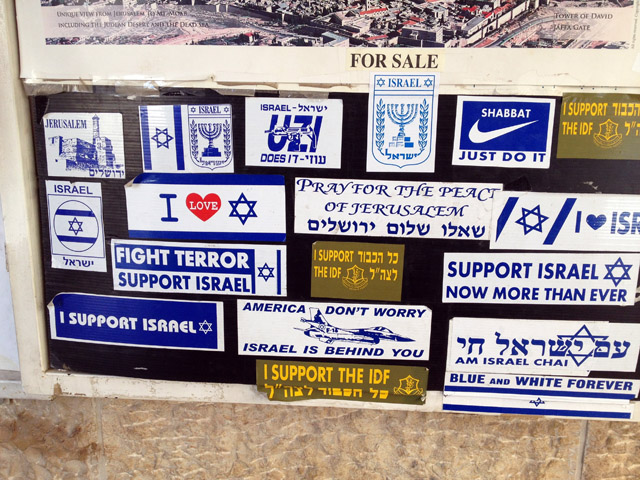 UNIQUE VIEW FROM JERUSALEM TO
INCLUDING THE JUDEAN DESERT AND THE DEAD SEA
TOWER OF DAVID
JAFFA GATE
FOR SALE
JERUSALEM
ירושלים
ISRAEL
ISRAEL-ישראל
UZI
DOES IT-עוזי
ISRAEL
ישראל
SHABBAT
JUST DO IT
I SUPPORT כל הכבוד
THE IDF לצה"ל
ISRAEL
ישראל
I LOVE
PRAY FOR THE PEACE
OF JERUSALEM
שאלו שלום ירושלים
I ISR
FIGHT TERROR
SUPPORT ISRAEL
I SUPPORT כל הכבוד
THE IDF לצה"ל
SUPPORT ISRAEL
NOW MORE THAN EVER
I SUPPORT ISRAEL
AMERICA DON'T WORRY
F-16
ISRAEL IS BEHIND YOU
עם ישראל חי
AM ISRAEL CHAI
BLUE AND WHITE FOREVER
I SUPPORT THE IDF
כל הכבוד לצה"ל